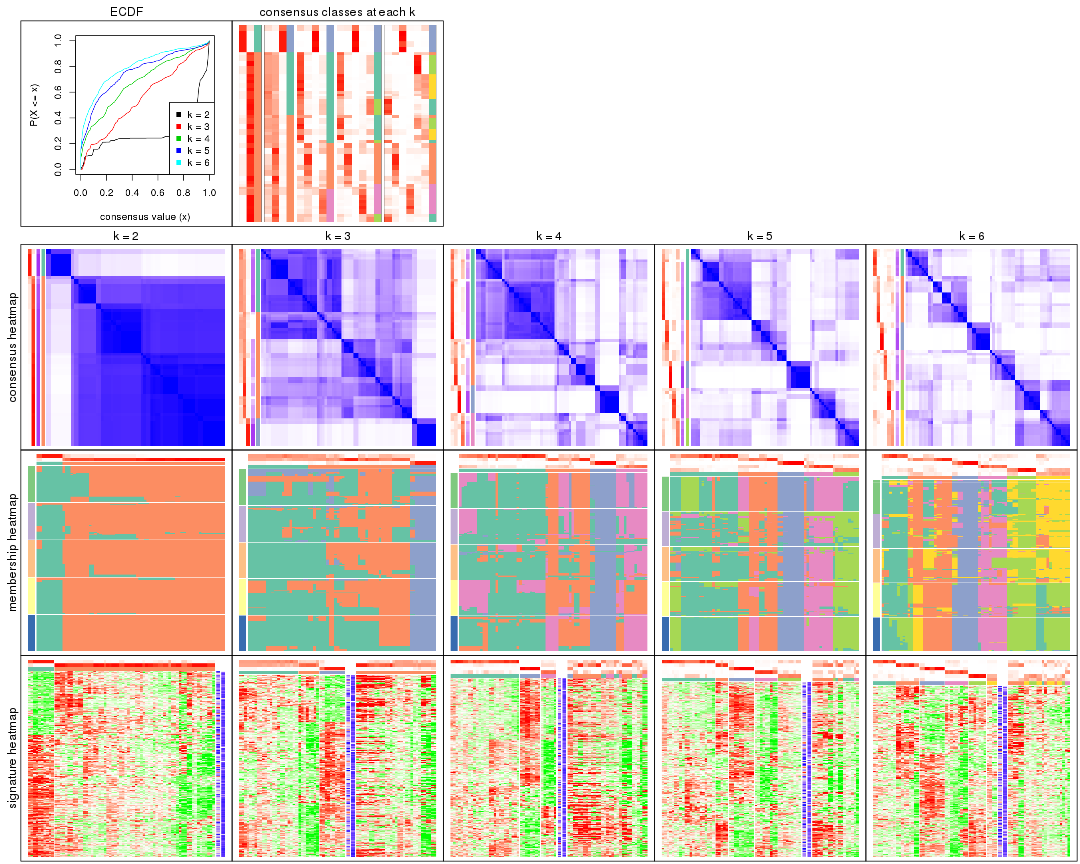 ECDF
consensus classes at each k
P(X <= x)
0.0 0.2 0.4 0.6 0.8 1.0
k = 2
k = 3
k = 4
k = 5
k = 6
0.0 0.2 0.4 0.6 0.8 1.0
consensus value (x)
k = 2
k = 3
k = 4
k = 5
k = 6
consensus heatmap
membership heatmap
signature heatmap